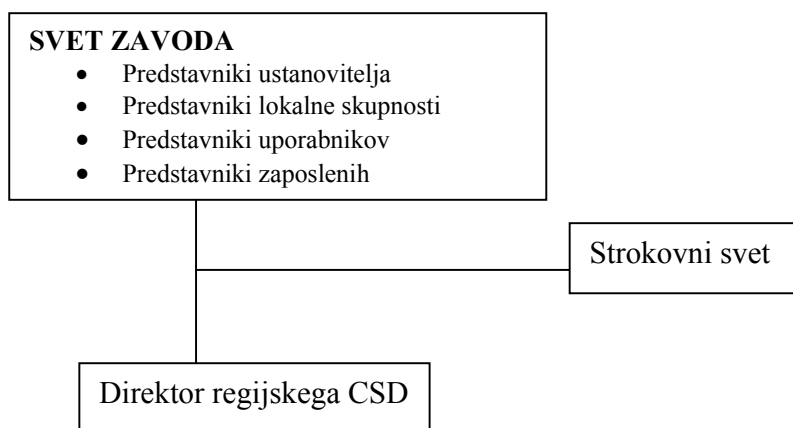 SVET ZAVODA
• Predstavniki ustanovitelja
• Predstavniki lokalne skupnosti
• Predstavniki uporabnikov
• Predstavniki zaposlenih
Strokovni svet
Direktor regijskega CSD